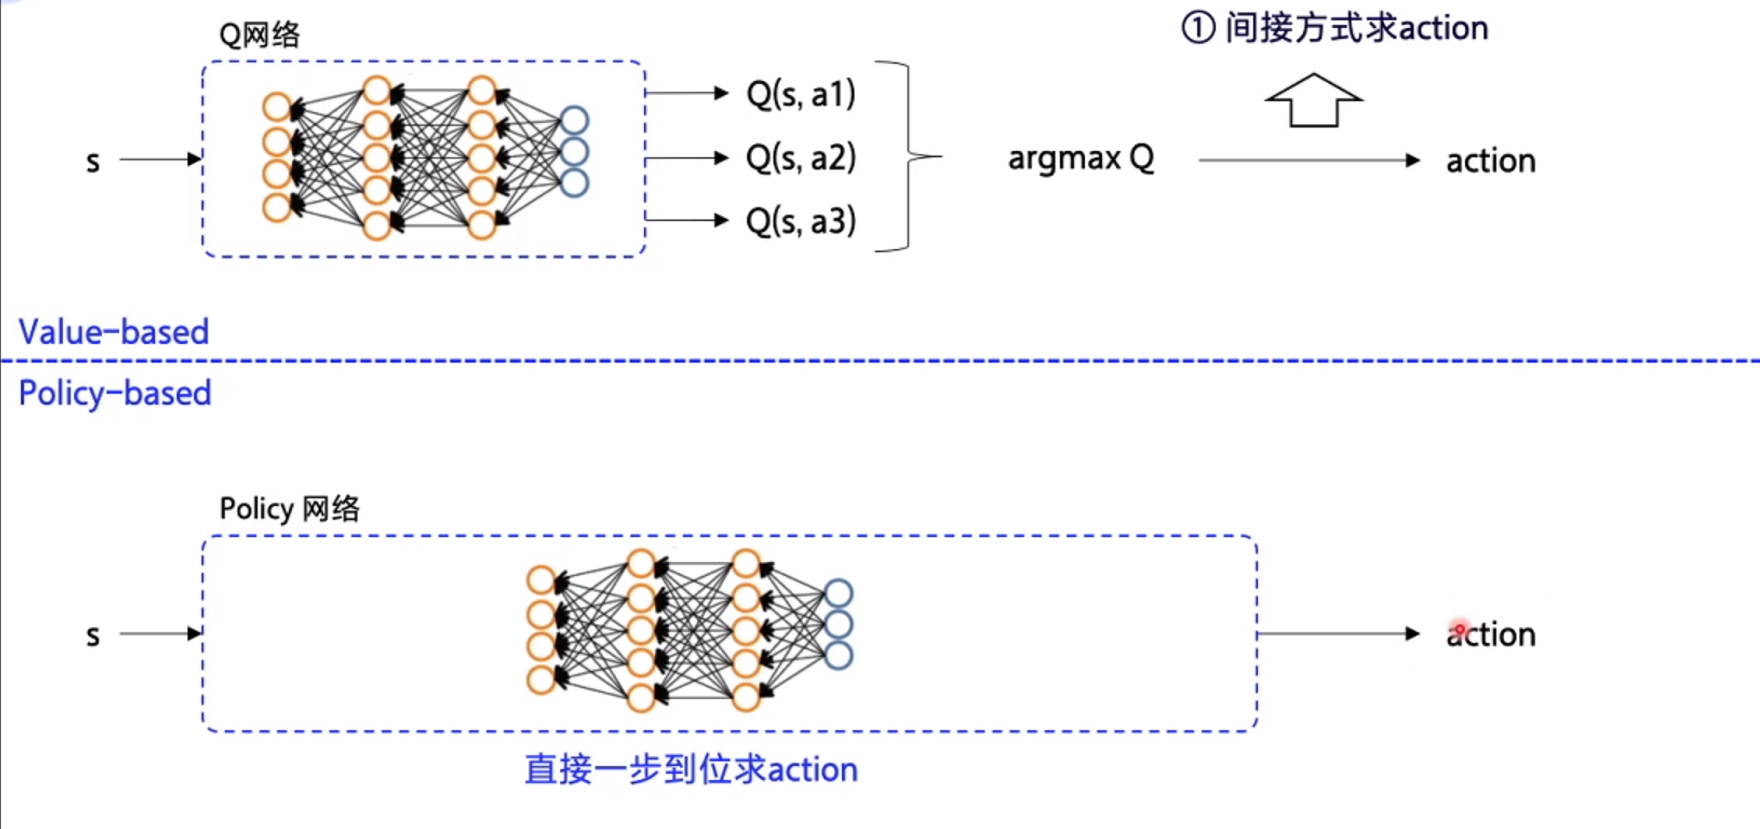 ① 间接方式求action
Q网络
s
Q(s, a1)
Q(s, a2)
Q(s, a3)
argmax Q
action
Value-based
Policy-based
Policy 网络
s
action
直接一步到位求action